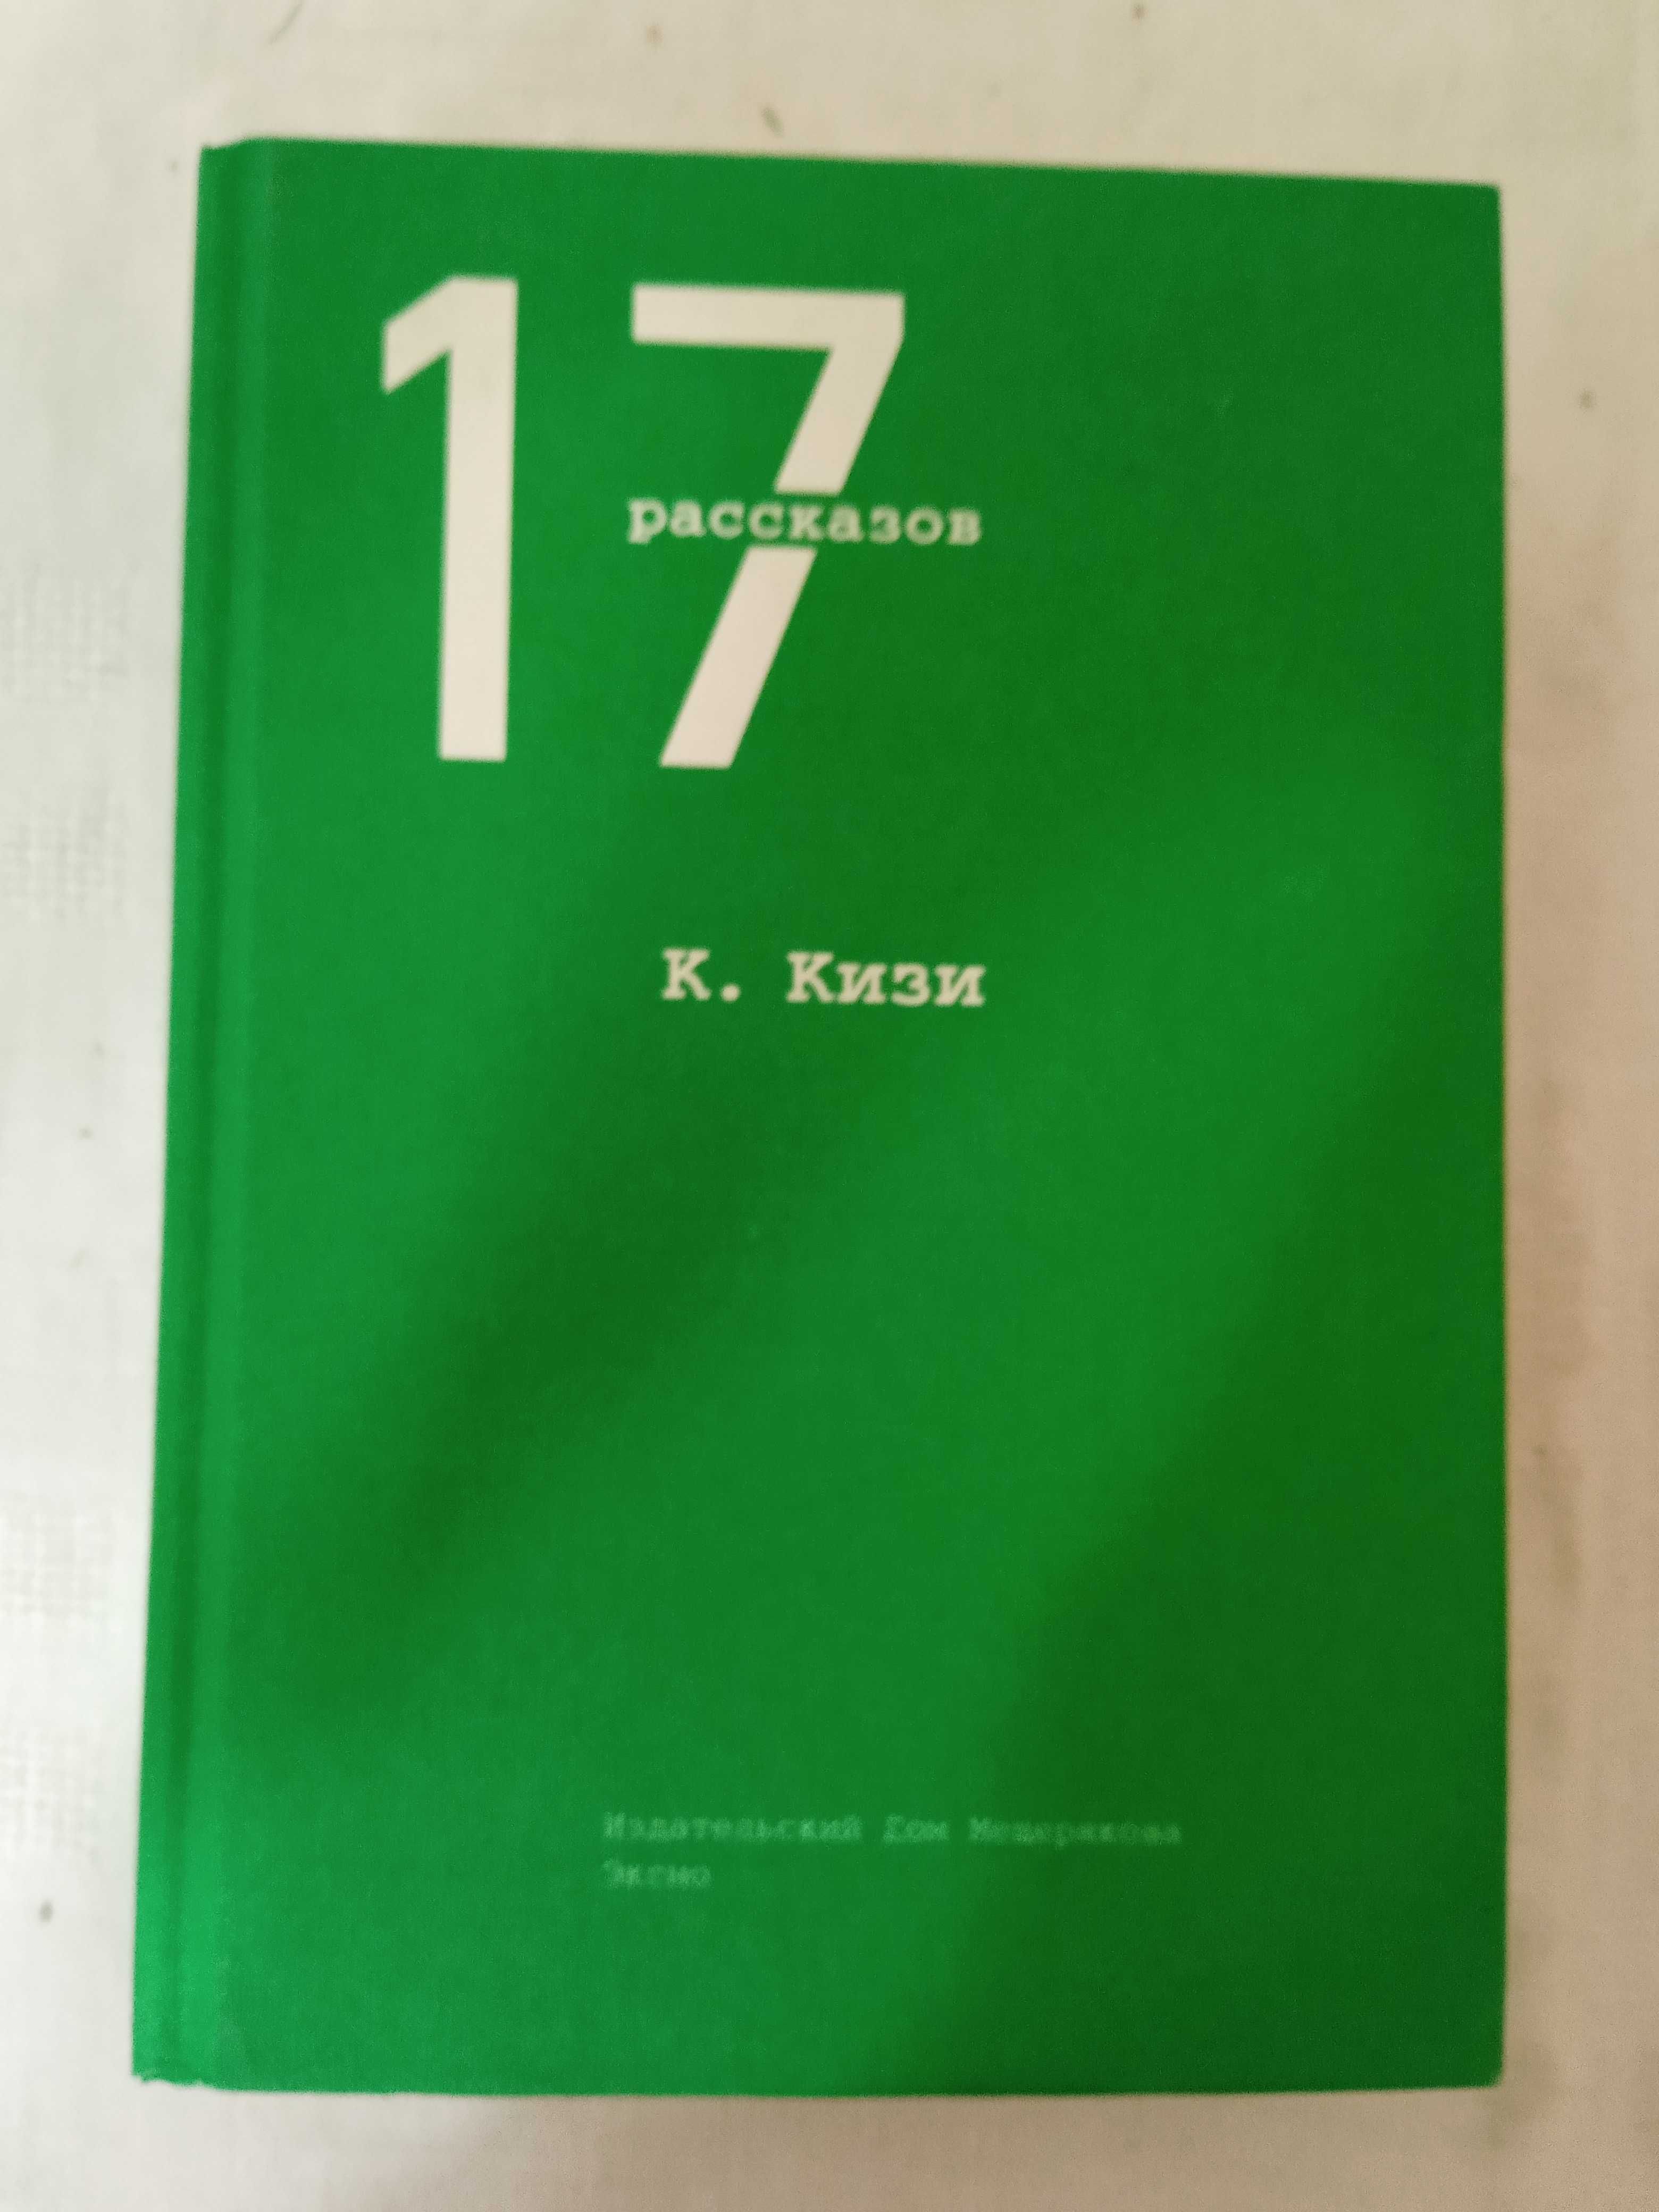 17
рассказов
К. Кизи
Издательский Дом Мещерякова
Эксмо